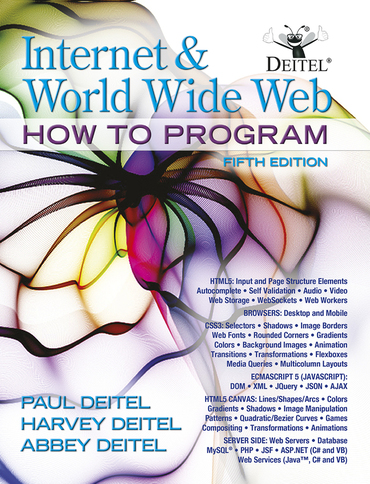 Internet &
World Wide Web
DEITEL®
HOW TO PROGRAM
FIFTH EDITION
HTML5: Input and Page Structure Elements
Autocomplete • Self Validation • Audio • Video
Web Storage • WebSockets • Web Workers
BROWSERS: Desktop and Mobile
CSS3: Selectors • Shadows • Image Borders
Web Fonts • Rounded Corners • Gradients
Colors • Background Images • Animation
Transitions • Transformations • Flexboxes
Media Queries • Multicolumn Layouts
ECMASCRIPT 5 (JAVASCRIPT):
DOM • XML • JQuery • JSON • AJAX
HTML5 CANVAS: Lines/Shapes/Arcs • Colors
Gradients • Shadows • Image Manipulation
Patterns • Quadratic/Bezier Curves • Games
Compositing • Transformations • Animations
SERVER SIDE: Web Servers • Database
MySQL® • PHP • JSF • ASP.NET (C# and VB)
Web Services (Java™, C# and VB)
PAUL DEITEL
HARVEY DEITEL
ABBEY DEITEL